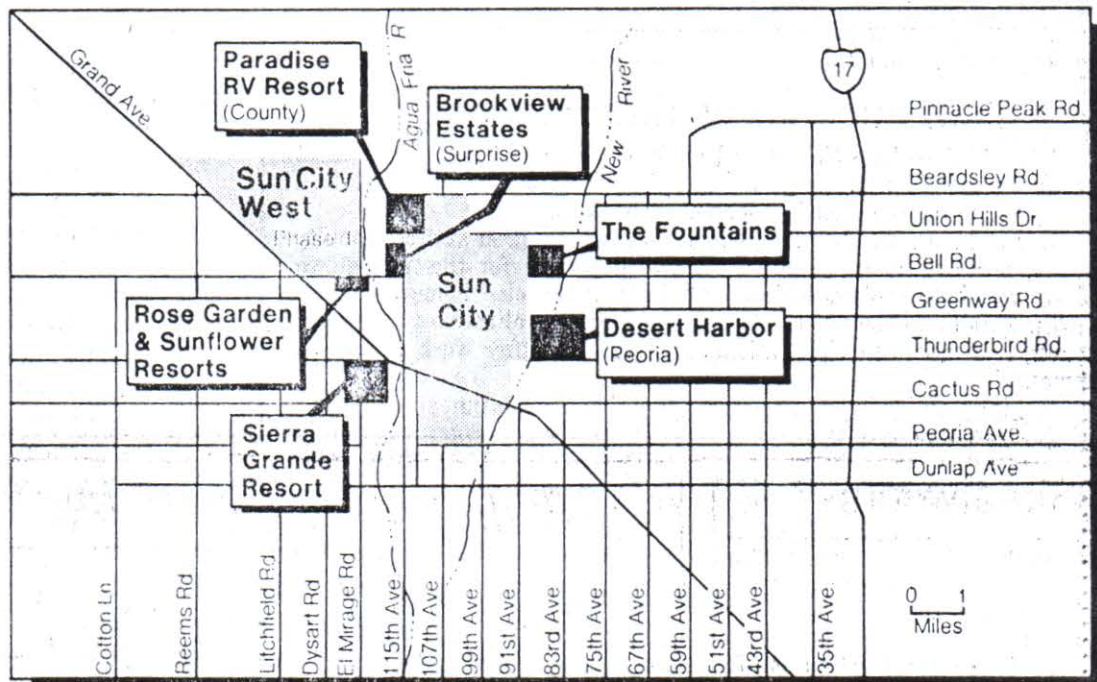 Grand Ave
Paradise
RV Resort
(County)
Agua Fria R
Brookview
Estates
(Surprise)
New River
17
Pinnacle Peak Rd.
Beardsley Rd
Union Hills Dr.
Bell Rd.
Greenway Rd
Thunderbird Rd.
Cactus Rd
Peoria Ave
Dunlap Ave
Sun City
West
The Fountains
Sun
City
Rose Garden
& Sunflower
Resorts
Desert Harbor
(Peoria)
Sierra
Grande
Resort
Cotton Ln
Reems Rd
Litchfield Rd
Dysart Rd
El Mirage Rd
115th Ave
107th Ave
99th Ave
91st Ave
83rd Ave
75th Ave
67th Ave
59th Ave
51st Ave
43rd Ave
35th Ave
0 1
Miles